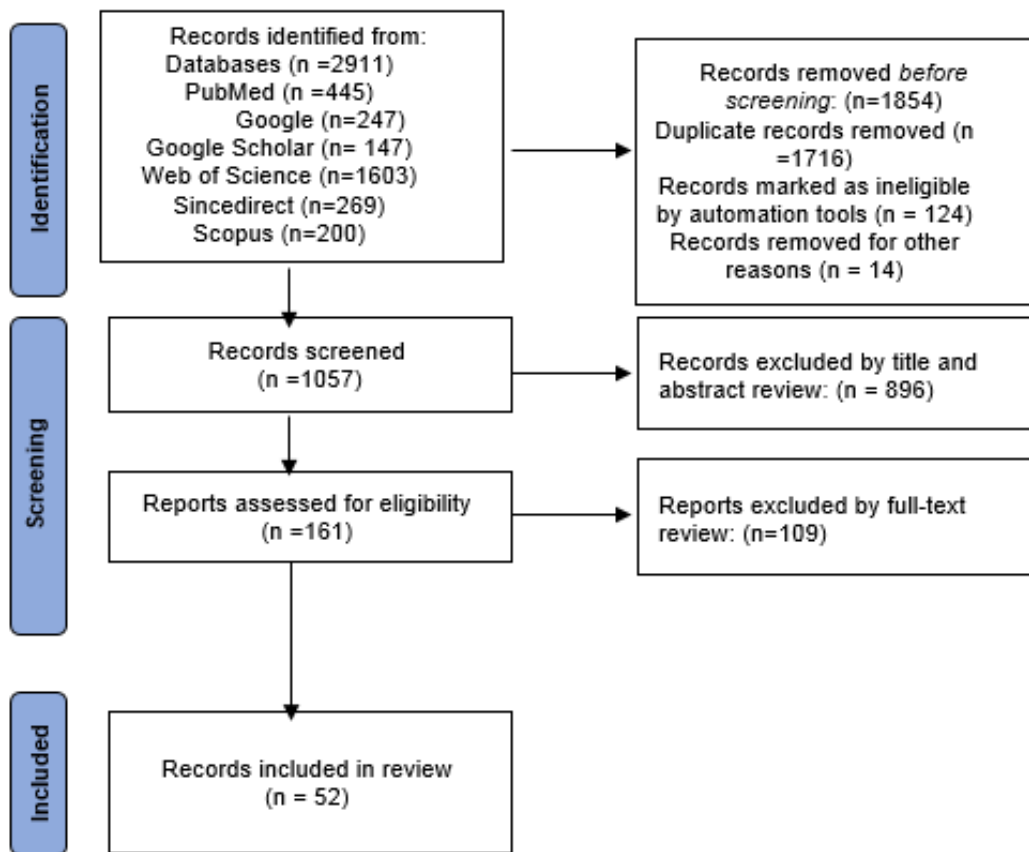 Identification
Records identified from:
Databases (n =2911)
PubMed (n =445)
Google (n=247)
Google Scholar (n= 147)
Web of Science (n=1603)
Sincedirect (n=269)
Scopus (n=200)
Records removed before
screening: (n=1854)
Duplicate records removed (n
=1716)
Records marked as ineligible
by automation tools (n = 124)
Records removed for other
reasons (n = 14)
Screening
Records screened
(n =1057)
Records excluded by title and
abstract review: (n = 896)
Reports assessed for eligibility
(n =161)
Reports excluded by full-text
review: (n=109)
Included
Records included in review
(n = 52)